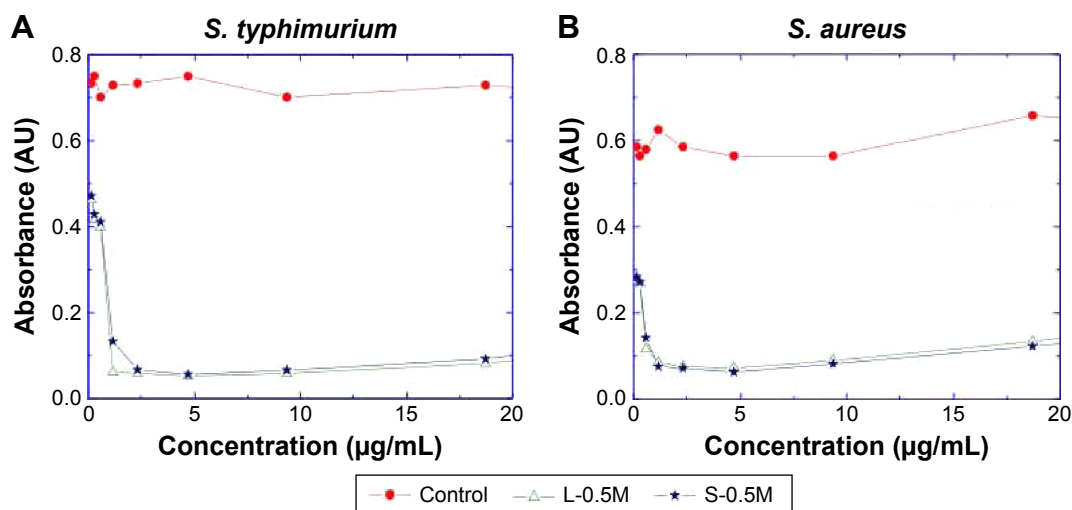 A S. typhimurium
0.8
0.6
0.4
0.2
0.0
0 5 10 15 20
Absorbance (AU)
Concentration (µg/mL)
B S. aureus
0.8
0.6
0.4
0.2
0.0
0 5 10 15 20
Absorbance (AU)
Concentration (µg/mL)
Control L-0.5M S-0.5M